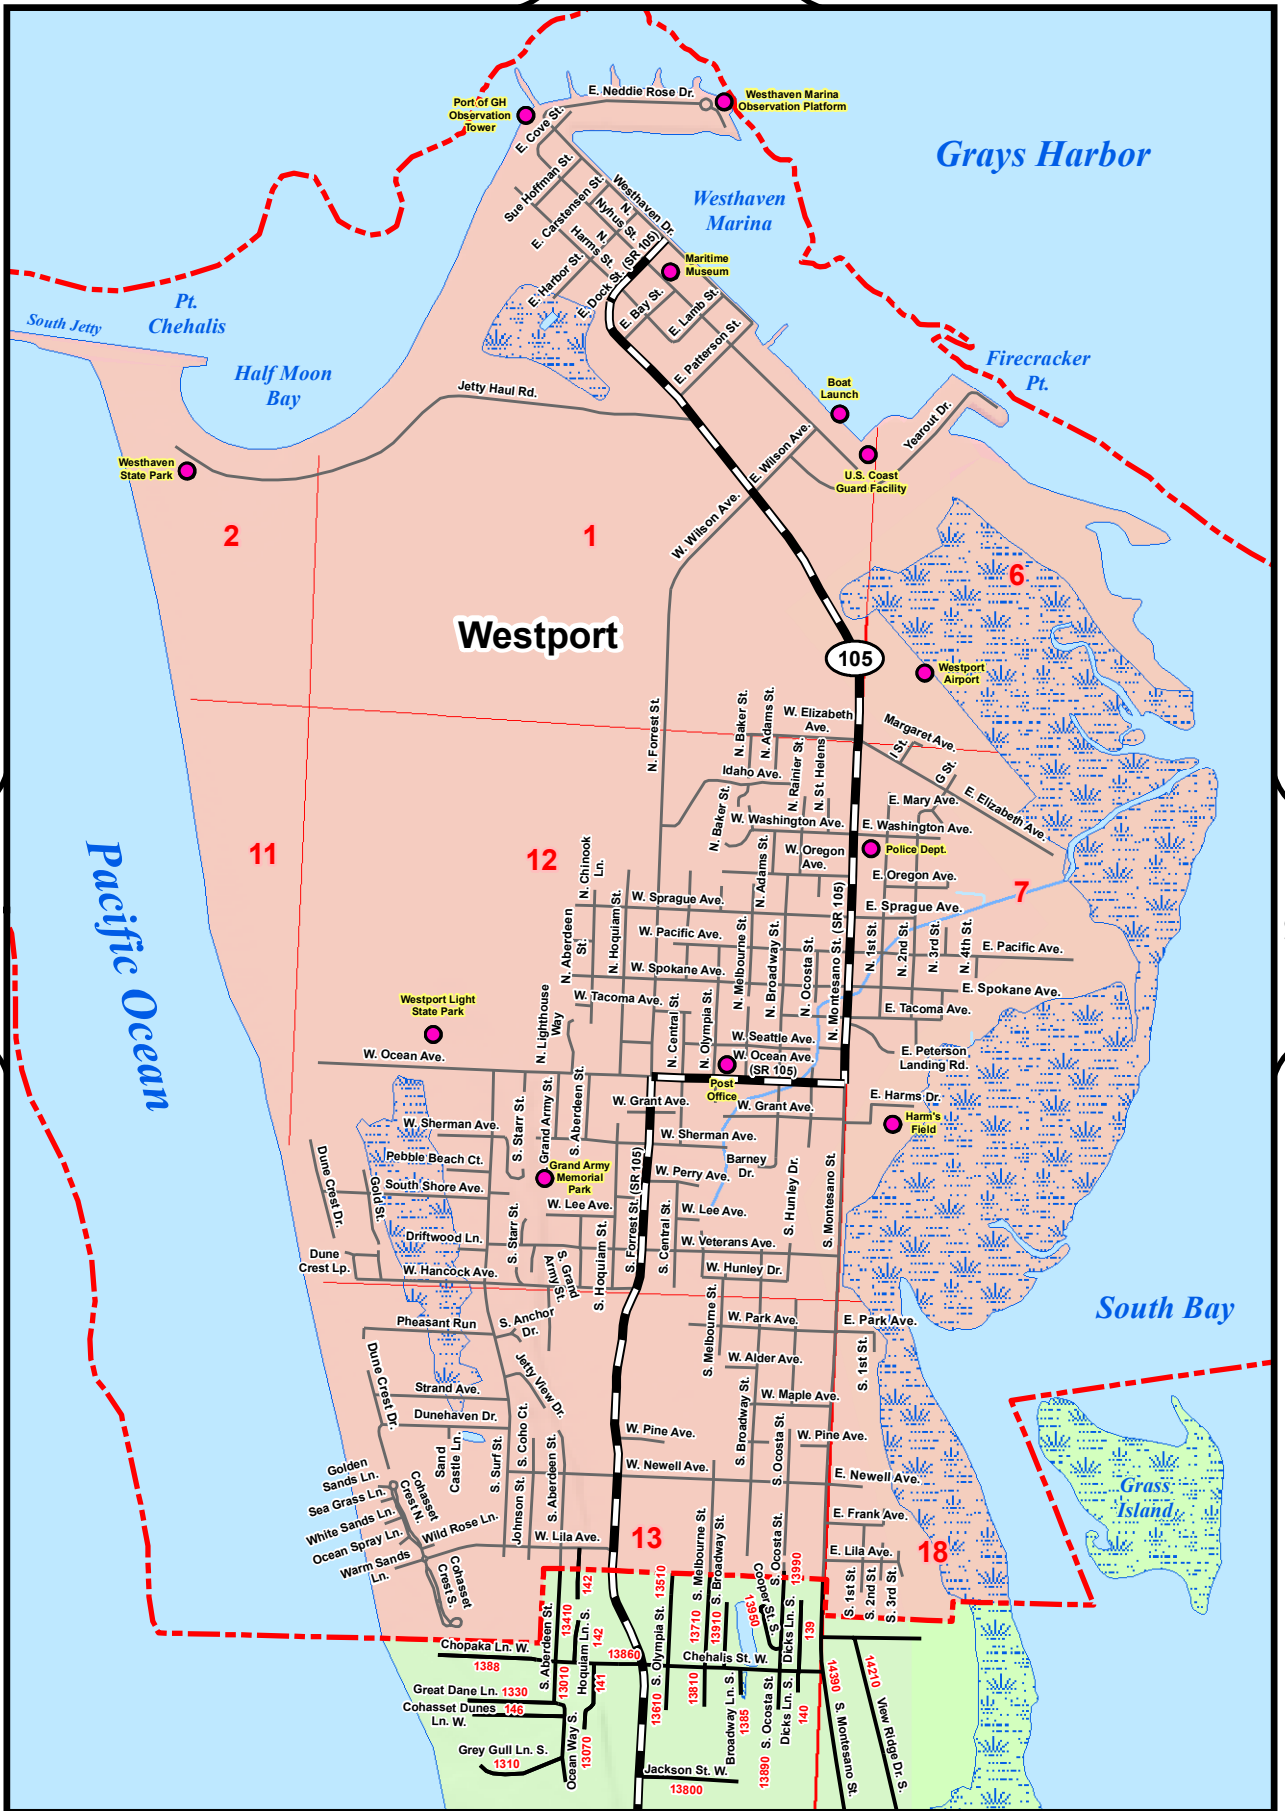 E. Neddie Rose Dr.
Port of GH
Observation
Tower
Westhaven Marina
Observation Platform
Grays Harbor
E. Cove St.
Sue Hoffman St.
E. Carstensen St.
Westhaven Dr.
N.
Nyhus St.
N.
Harms St.
E. Harbor St.
E. Dock St. (SR 105)
Westhaven
Marina
Maritime
Museum
E. Bay St.
E. Lamb St.
E. Patterson St.
Pt.
Chehalis
South Jetty
Half Moon
Bay
Jetty Haul Rd.
Firecracker
Pt.
Boat
Launch
Yearout Dr.
U.S. Coast
Guard Facility
E. Wilson Ave.
W. Wilson Ave.
Westhaven
State Park
2
1
6
Westport
105
Westport
Airport
N. Forrest St.
N. Baker St.
N. Adams St.
W. Elizabeth
Ave.
Margaret Ave.
I St.
G St.
Idaho Ave.
N. Rainier St.
N. St. Helens
N. Baker St.
E. Mary Ave.
E. Elizabeth Ave.
W. Washington Ave.
E. Washington Ave.
Police Dept.
W. Oregon
Ave.
E. Oregon Ave.
11
12
7
Pacific Ocean
N. Chinook
Ln.
N. Adams St.
W. Sprague Ave.
E. Sprague Ave.
N. Aberdeen
St.
N. Hoquiam St.
W. Pacific Ave.
E. Pacific Ave.
N. Melbourne St.
N. Broadway St.
N. Ocosta St.
N. Montesano St. (SR 105)
N. 1st St.
N. 2nd St.
N. 3rd St.
N. 4th St.
W. Spokane Ave.
E. Spokane Ave.
W. Tacoma Ave.
E. Tacoma Ave.
N. Lighthouse
Way
N. Central St.
N. Olympia St.
W. Seattle Ave.
Westport Light
State Park
W. Ocean Ave.
W. Ocean Ave.
(SR 105)
Post
Office
E. Peterson
Landing Rd.
E. Harms Dr.
Harm's
Field
W. Grant Ave.
W. Grant Ave.
S. Starr St.
Grand Army St.
S. Aberdeen St.
W. Sherman Ave.
W. Sherman Ave.
Pebble Beach Ct.
South Shore Ave.
Grand Army
Memorial
Park
W. Perry Ave.
Barney
Dr.
Dune Crest Dr.
Gold St.
W. Lee Ave.
W. Lee Ave.
S. Starr St.
S. Forrest St. (SR 105)
S. Central St.
S. Hunley Dr.
S. Montesano St.
Driftwood Ln.
W. Veterans Ave.
Dune
Crest Lp.
W. Hancock Ave.
S. Grand
Army St.
S. Hoquiam St.
W. Hunley Dr.
South Bay
Pheasant Run
S. Anchor
Dr.
S. Melbourne St.
W. Park Ave.
E. Park Ave.
Dune Crest Dr.
Jetty View Dr.
W. Alder Ave.
S. 1st St.
Strand Ave.
Dunehaven Dr.
W. Maple Ave.
S. Broadway St.
S. Ocosta St.
W. Pine Ave.
W. Pine Ave.
Sand
Castle Ln.
S. Surf St.
S. Coho Ct.
S. Aberdeen St.
Johnson St.
W. Newell Ave.
E. Newell Ave.
Golden
Sands Ln.
Sea Grass Ln.
White Sands Ln.
Ocean Spray Ln.
Warm Sands
Ln.
Cohasset
Crest N.
Wild Rose Ln.
Cohasset
Crest S.
W. Lila Ave.
Grass
Island
E. Frank Ave.
E. Lila Ave.
13
18
S. Melbourne St.
S. Broadway St.
S. Ocosta St.
S. 1st St.
S. 2nd St.
S. 3rd St.
S. Aberdeen St.
13410
142
142
Hoquiam Ln. S.
13510
S. Olympia St.
13710
13910
13950
Cooper St. S.
13990
Dicks Ln. S.
139
Chopaka Ln. W.
1388
13860
Chehalis St. W.
13010
141
13610
13810
Great Dane Ln. 1330
Cohasset Dunes 146
Ln. W.
Broadway Ln. S.
1385
S. Ocosta St.
13890
Dicks Ln. S.
140
14390
S. Montesano St.
14210
View Ridge Dr. S.
Ocean Way S.
13070
Grey Gull Ln. S.
1310
Jackson St. W.
13800